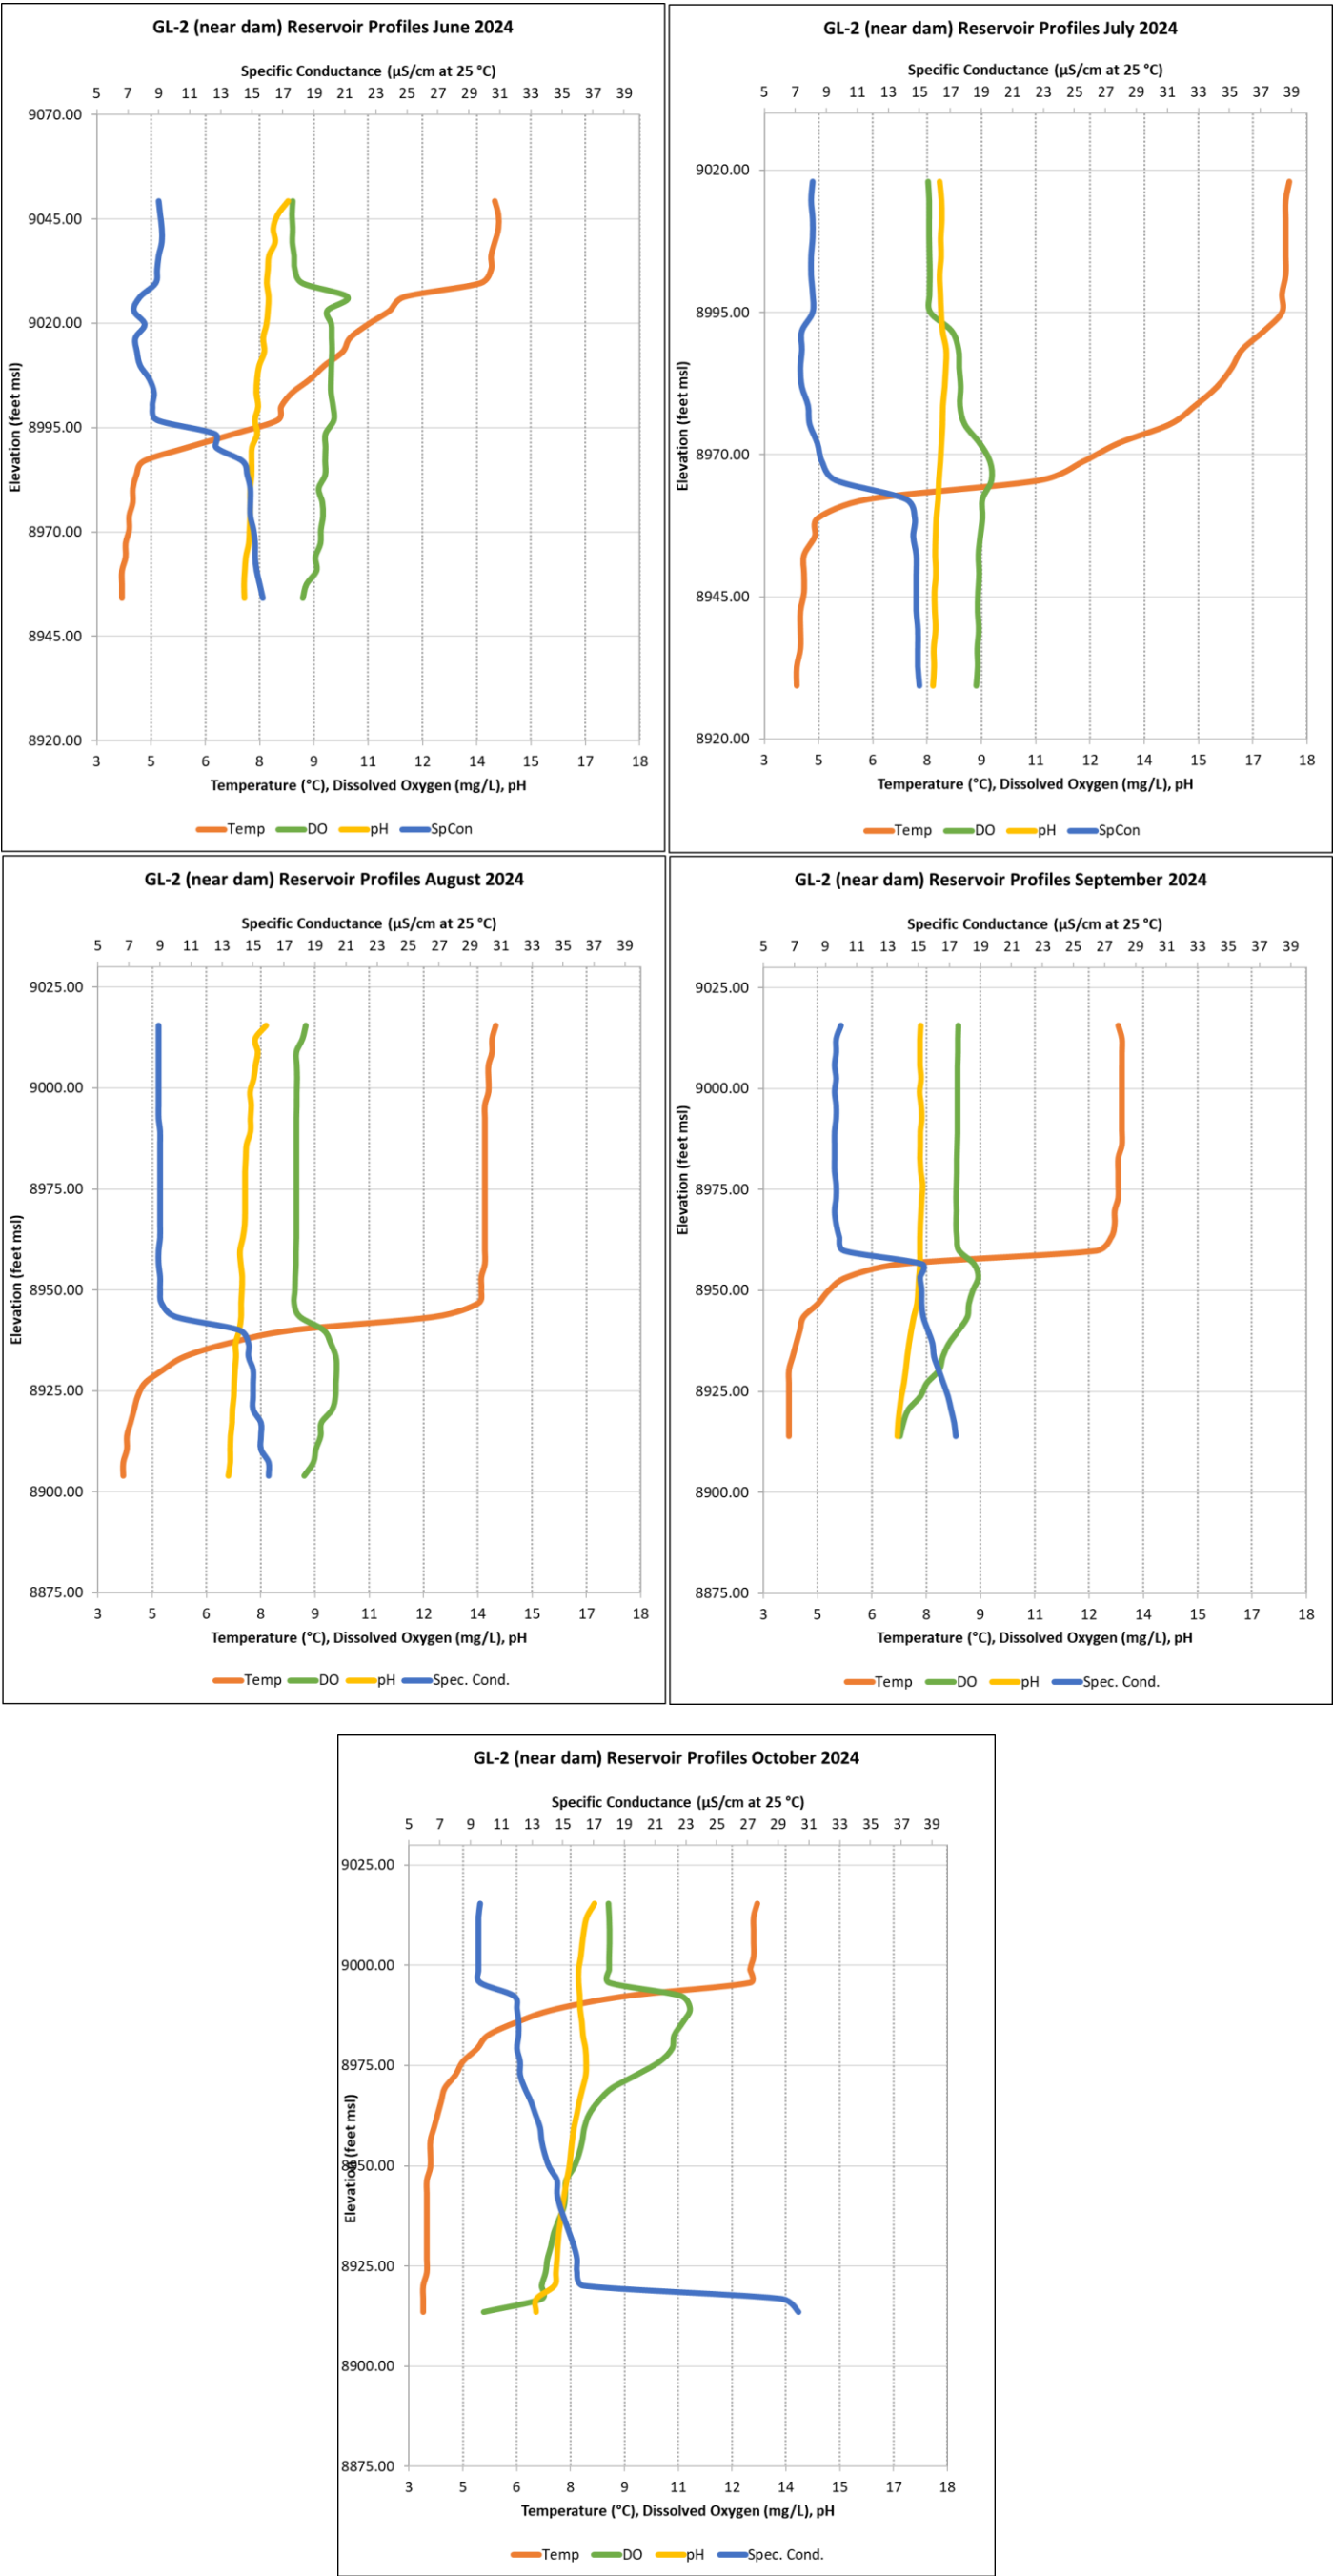 GL-2 (near dam) Reservoir Profiles June 2024
Specific Conductance (µS/cm at 25 °C)
5 7 9 11 13 15 17 19 21 23 25 27 29 31 33 35 37 39
9070.00
9045.00
9020.00
8995.00
8970.00
8945.00
8920.00
Elevation (feet msl)
3 5 6 8 9 11 12 14 15 17 18
Temperature (°C), Dissolved Oxygen (mg/L), pH
Temp DO pH SpCon
GL-2 (near dam) Reservoir Profiles July 2024
Specific Conductance (µS/cm at 25 °C)
5 7 9 11 13 15 17 19 21 23 25 27 29 31 33 35 37 39
9020.00
8995.00
8970.00
8945.00
8920.00
Elevation (feet msl)
3 5 6 8 9 11 12 14 15 17 18
Temperature (°C), Dissolved Oxygen (mg/L), pH
Temp DO pH SpCon
GL-2 (near dam) Reservoir Profiles August 2024
Specific Conductance (µS/cm at 25 °C)
5 7 9 11 13 15 17 19 21 23 25 27 29 31 33 35 37 39
9025.00
9000.00
8975.00
8950.00
8925.00
8900.00
8875.00
Elevation (feet msl)
3 5 6 8 9 11 12 14 15 17 18
Temperature (°C), Dissolved Oxygen (mg/L), pH
Temp DO pH Spec. Cond.
GL-2 (near dam) Reservoir Profiles September 2024
Specific Conductance (µS/cm at 25 °C)
5 7 9 11 13 15 17 19 21 23 25 27 29 31 33 35 37 39
9025.00
9000.00
8975.00
8950.00
8925.00
8900.00
8875.00
Elevation (feet msl)
3 5 6 8 9 11 12 14 15 17 18
Temperature (°C), Dissolved Oxygen (mg/L), pH
Temp DO pH Spec. Cond.
GL-2 (near dam) Reservoir Profiles October 2024
Specific Conductance (µS/cm at 25 °C)
5 7 9 11 13 15 17 19 21 23 25 27 29 31 33 35 37 39
9025.00
9000.00
8975.00
8950.00
8925.00
8900.00
8875.00
Elevation (feet msl)
3 5 6 8 9 11 12 14 15 17 18
Temperature (°C), Dissolved Oxygen (mg/L), pH
Temp DO pH Spec. Cond.